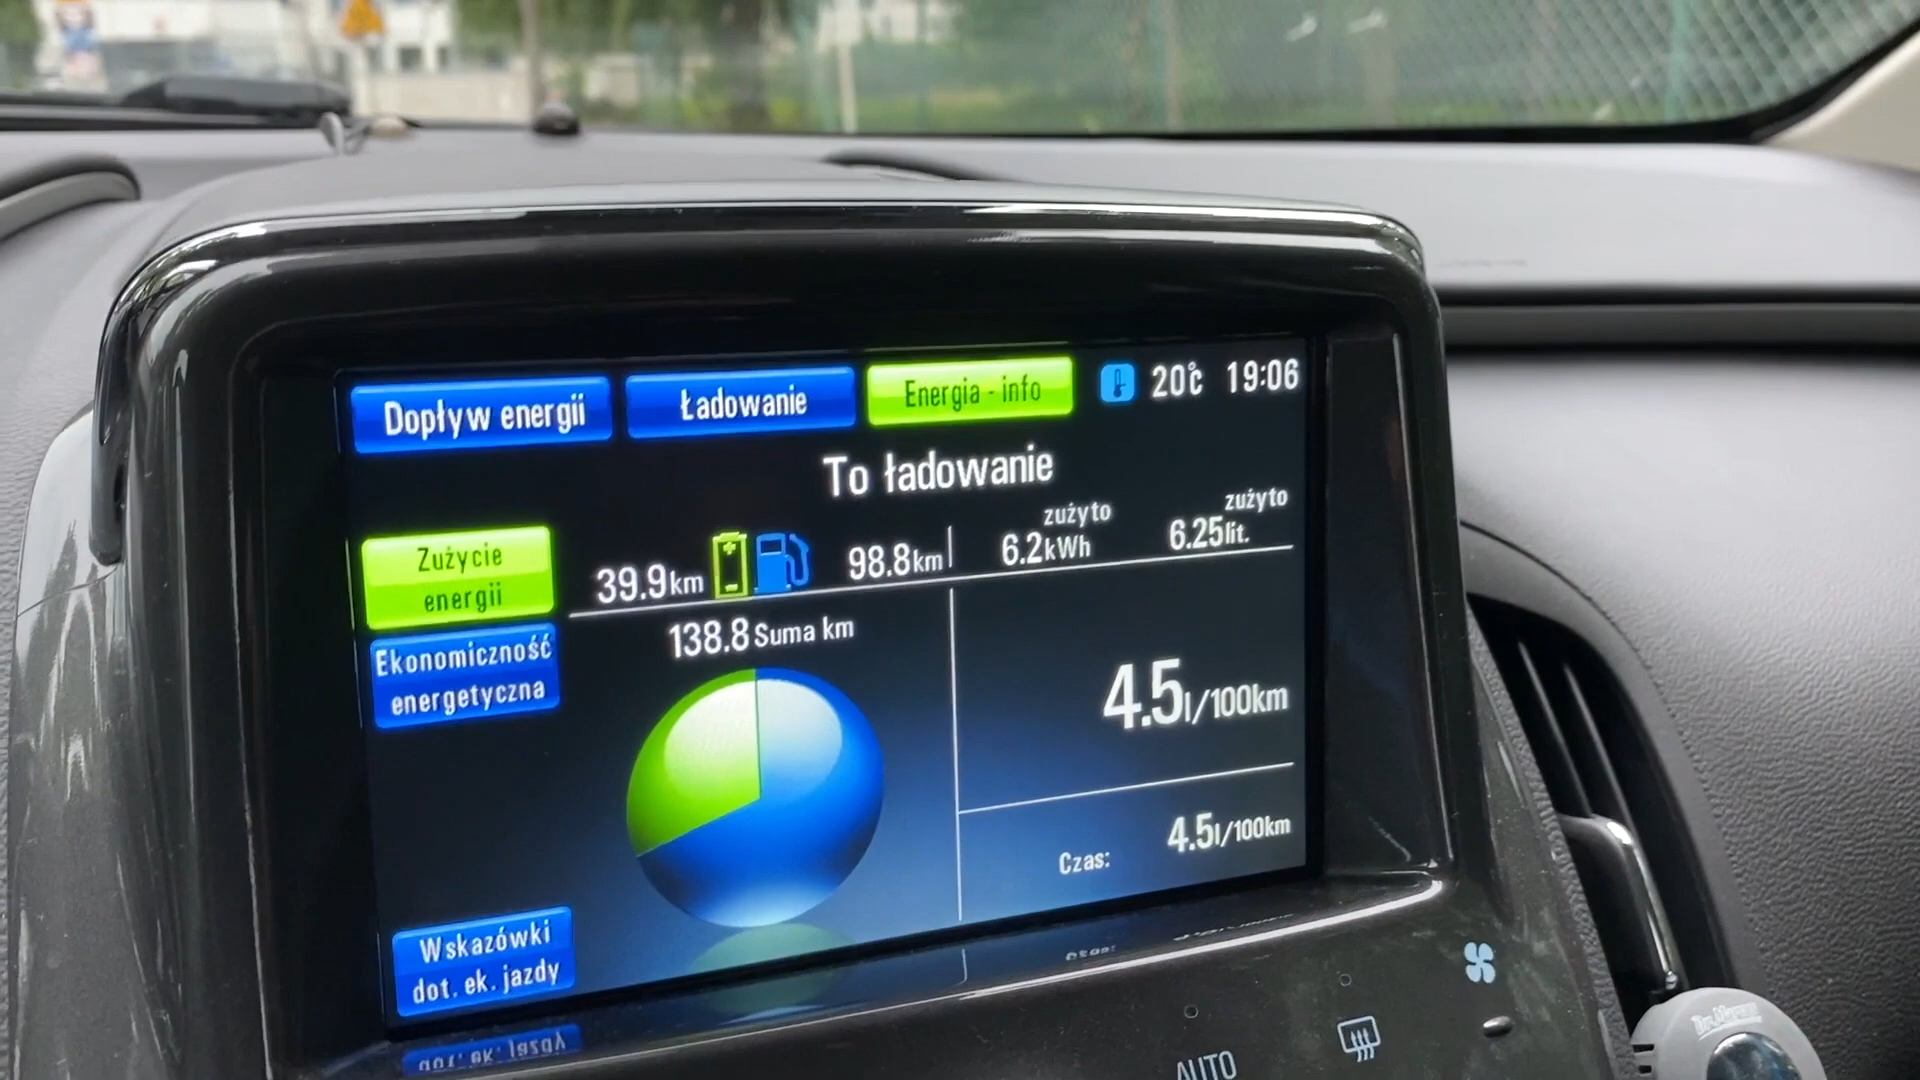 Dopływ energii
Ładowanie
Energia - info
20°C
19:06
To ładowanie
Zużycie
energii
39.9km
98.8km
zużyto
6.2kWh
zużyto
6.25lit.
138.8 Suma km
Ekonomiczność
energetyczna
4.5l/100km
Czas:
4.5l/100km
Wskazówki
dot. ek. jazdy
AUTO